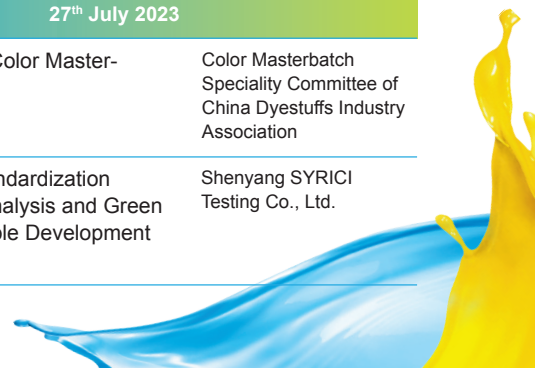 27th July 2023
Color Master-
Color Masterbatch
Speciality Committee of
China Dyestuffs Industry
Association
ndardization
nalysis and Green
ble Development
Shenyang SYRICI
Testing Co., Ltd.